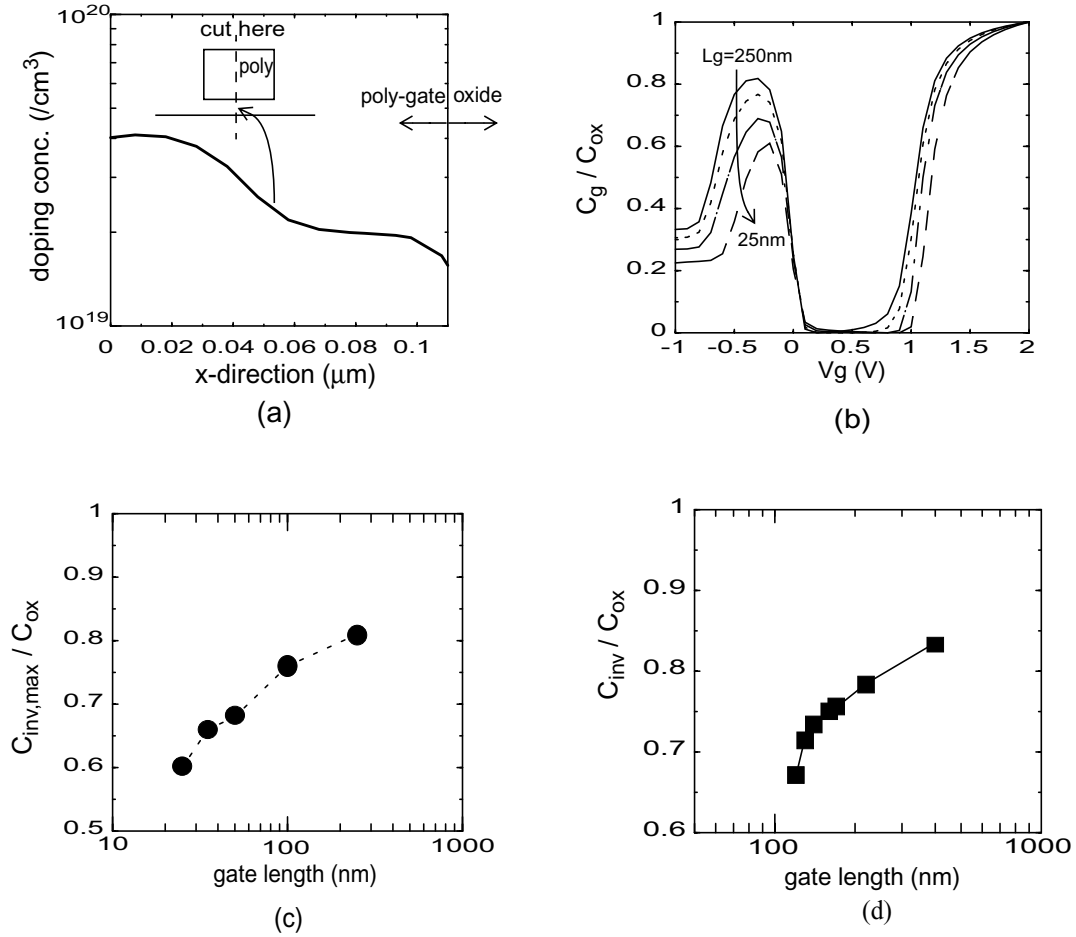 10^20
cut here
poly
poly-gate oxide
doping conc. (/cm^3)
10^19
0 0.02 0.04 0.06 0.08 0.1
x-direction (μm)
(a)
1
Lg=250nm
0.8
0.6
C_g / C_ox
0.4
25nm
0.2
0
-1 -0.5 0 0.5 1 1.5 2
Vg (V)
(b)
1
0.9
0.8
C_inv,max / C_ox
0.7
0.6
0.5
10 100 1000
gate length (nm)
(c)
1
0.9
C_inv / C_ox
0.8
0.7
0.6
100 1000
gate length (nm)
(d)